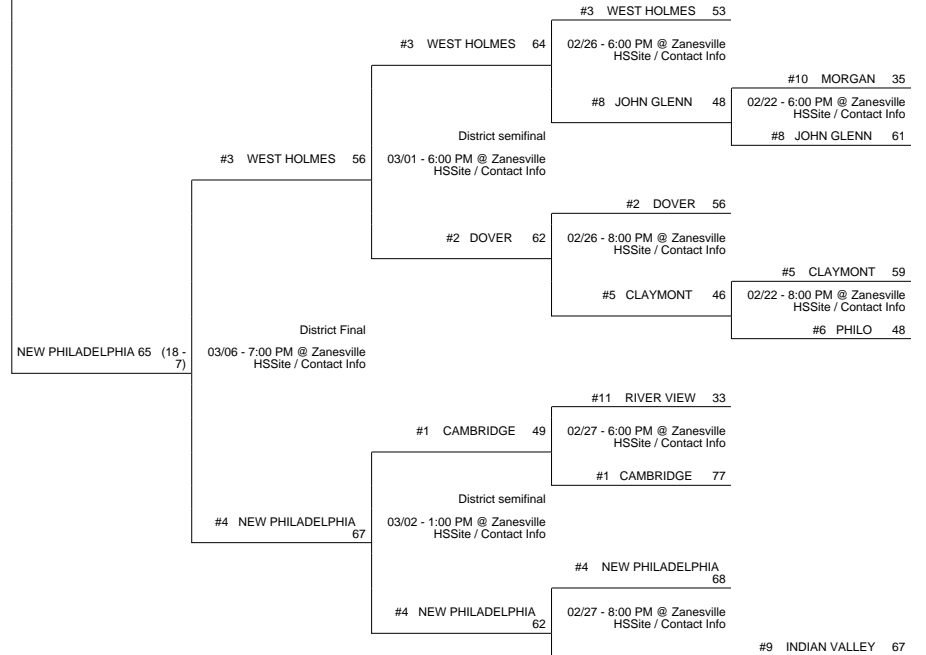 #3 WEST HOLMES 53
#3 WEST HOLMES 64
02/26 - 6:00 PM @ Zanesville
HSSite / Contact Info
#10 MORGAN 35
#8 JOHN GLENN 48
02/22 - 6:00 PM @ Zanesville
HSSite / Contact Info
District semifinal
#8 JOHN GLENN 61
#3 WEST HOLMES 56
03/01 - 6:00 PM @ Zanesville
HSSite / Contact Info
#2 DOVER 56
#2 DOVER 62
02/26 - 8:00 PM @ Zanesville
HSSite / Contact Info
#5 CLAYMONT 59
#5 CLAYMONT 46
02/22 - 8:00 PM @ Zanesville
HSSite / Contact Info
District Final
#6 PHILO 48
NEW PHILADELPHIA 65 (18 -
7)
03/06 - 7:00 PM @ Zanesville
HSSite / Contact Info
#11 RIVER VIEW 33
#1 CAMBRIDGE 49
02/27 - 6:00 PM @ Zanesville
HSSite / Contact Info
#1 CAMBRIDGE 77
District semifinal
#4 NEW PHILADELPHIA
67
03/02 - 1:00 PM @ Zanesville
HSSite / Contact Info
#4 NEW PHILADELPHIA
68
#4 NEW PHILADELPHIA
62
02/27 - 8:00 PM @ Zanesville
HSSite / Contact Info
#9 INDIAN VALLEY 67